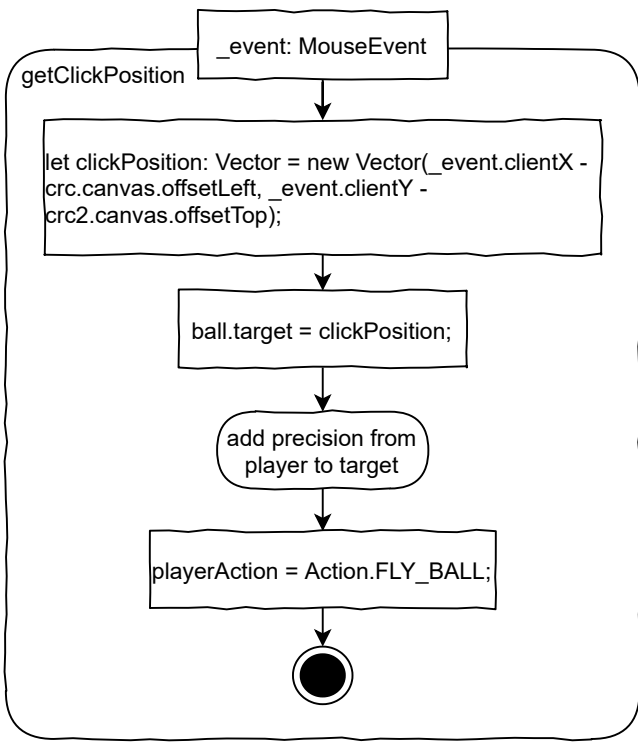 _event: MouseEvent
getClickPosition
let clickPosition: Vector = new Vector(_event.clientX -
crc.canvas.offsetLeft, _event.clientY -
crc2.canvas.offsetTop);
ball.target = clickPosition;
add precision from
player to target
playerAction = Action.FLY_BALL;